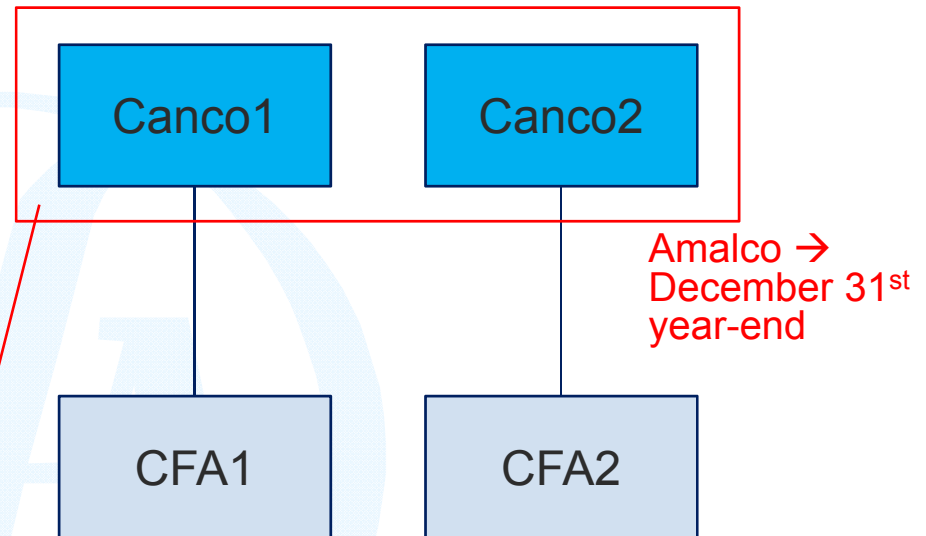 Canco1
Canco2
Amalco →
December 31st
year-end
CFA1
CFA2